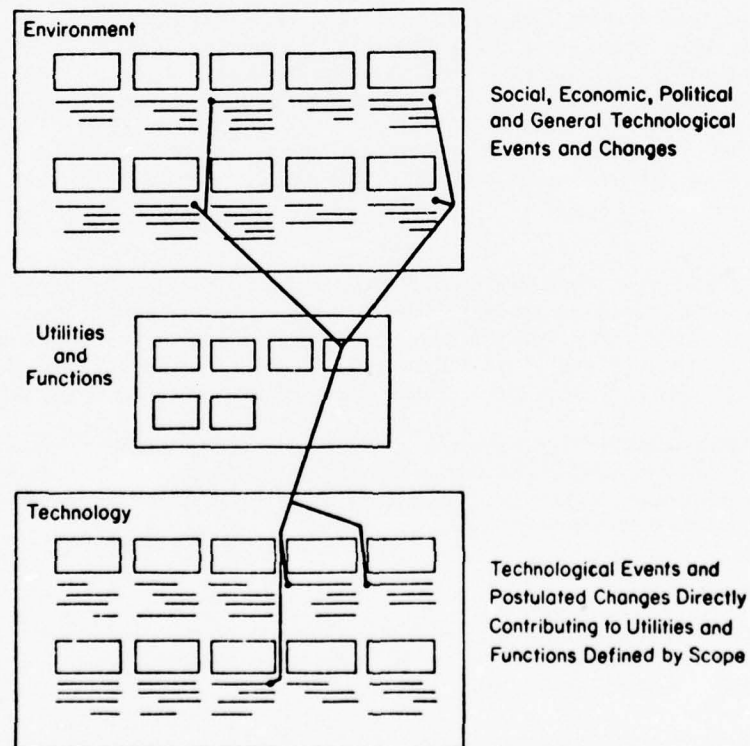 Environment
Social, Economic, Political
and General Technological
Events and Changes
Utilities
and
Functions
Technology
Technological Events and
Postulated Changes Directly
Contributing to Utilities and
Functions Defined by Scope